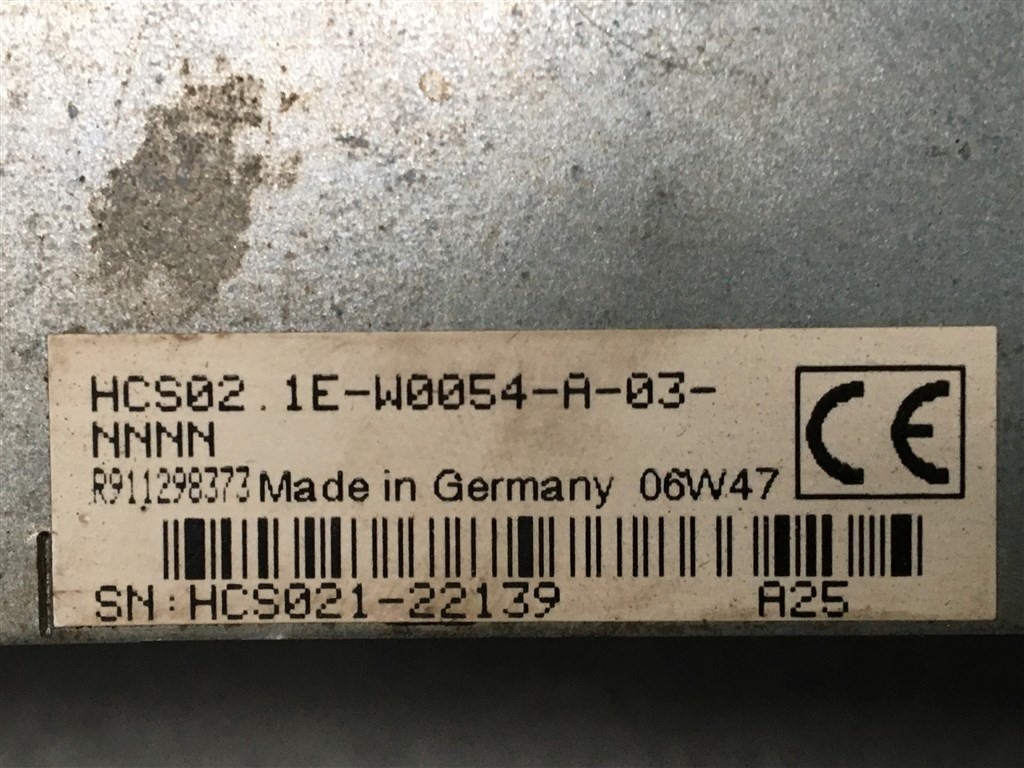 HCS02.1E-W0054-A-03-
NNNN
R911298373 Made in Germany 06W47
CE
SN:HCS021-22139 A25